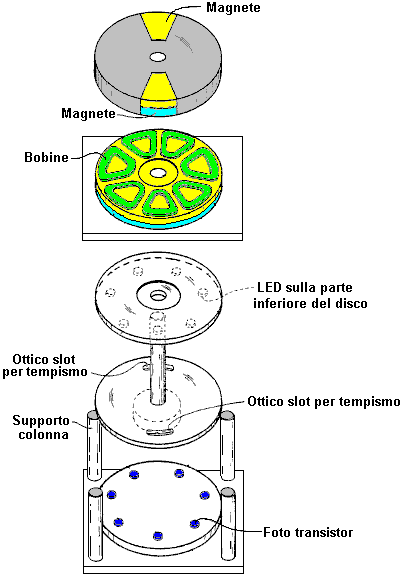 Magnete
Magnete
Bobine
LED sulla parte
inferiore del disco
Ottico slot
per tempismo
Ottico slot per tempismo
Supporto
colonna
Foto transistor